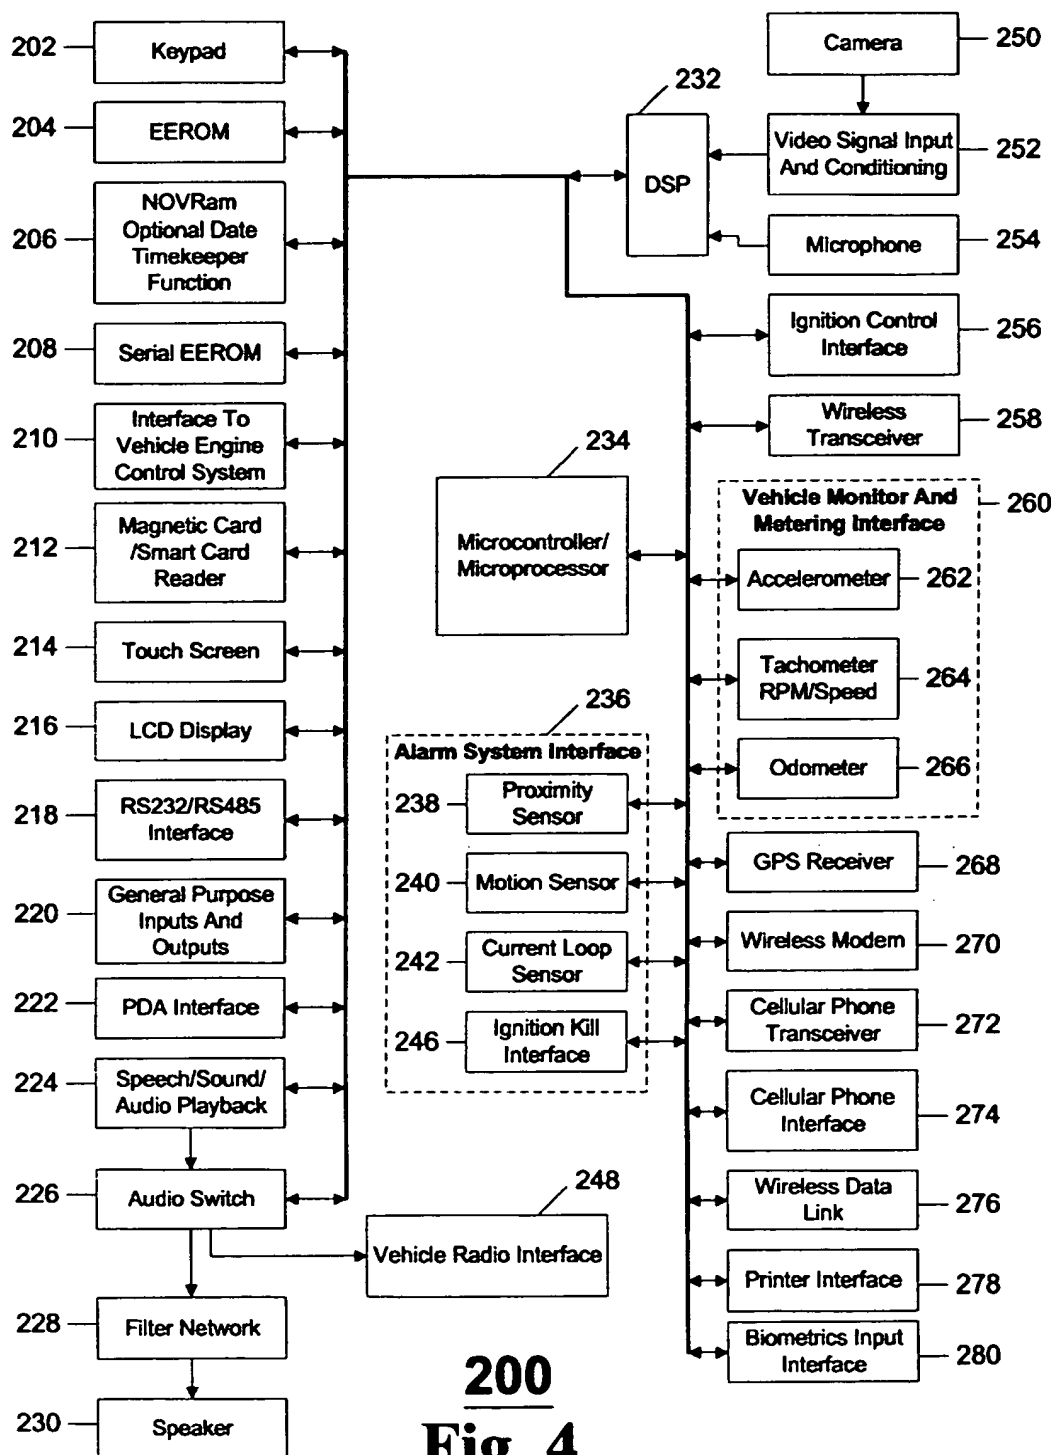 202
Keypad
204
EEROM
206
NOVRam
Optional Date
Timekeeper
Function
208
Serial EEROM
210
Interface To
Vehicle Engine
Control System
212
Magnetic Card
/Smart Card
Reader
214
Touch Screen
216
LCD Display
218
RS232/RS485
Interface
220
General Purpose
Inputs And
Outputs
222
PDA Interface
224
Speech/Sound/
Audio Playback
226
Audio Switch
228
Filter Network
230
Speaker
232
DSP
234
Microcontroller/
Microprocessor
236
Alarm System Interface
238
Proximity
Sensor
240
Motion Sensor
242
Current Loop
Sensor
246
Ignition Kill
Interface
248
Vehicle Radio Interface
Camera
250
Video Signal Input
And Conditioning
252
Microphone
254
Ignition Control
Interface
256
Wireless
Transceiver
258
Vehicle Monitor And
Metering Interface
260
Accelerometer
262
Tachometer
RPM/Speed
264
Odometer
266
GPS Receiver
268
Wireless Modem
270
Cellular Phone
Transceiver
272
Cellular Phone
Interface
274
Wireless Data
Link
276
Printer Interface
278
Biometrics Input
Interface
280
200
Fig. 4